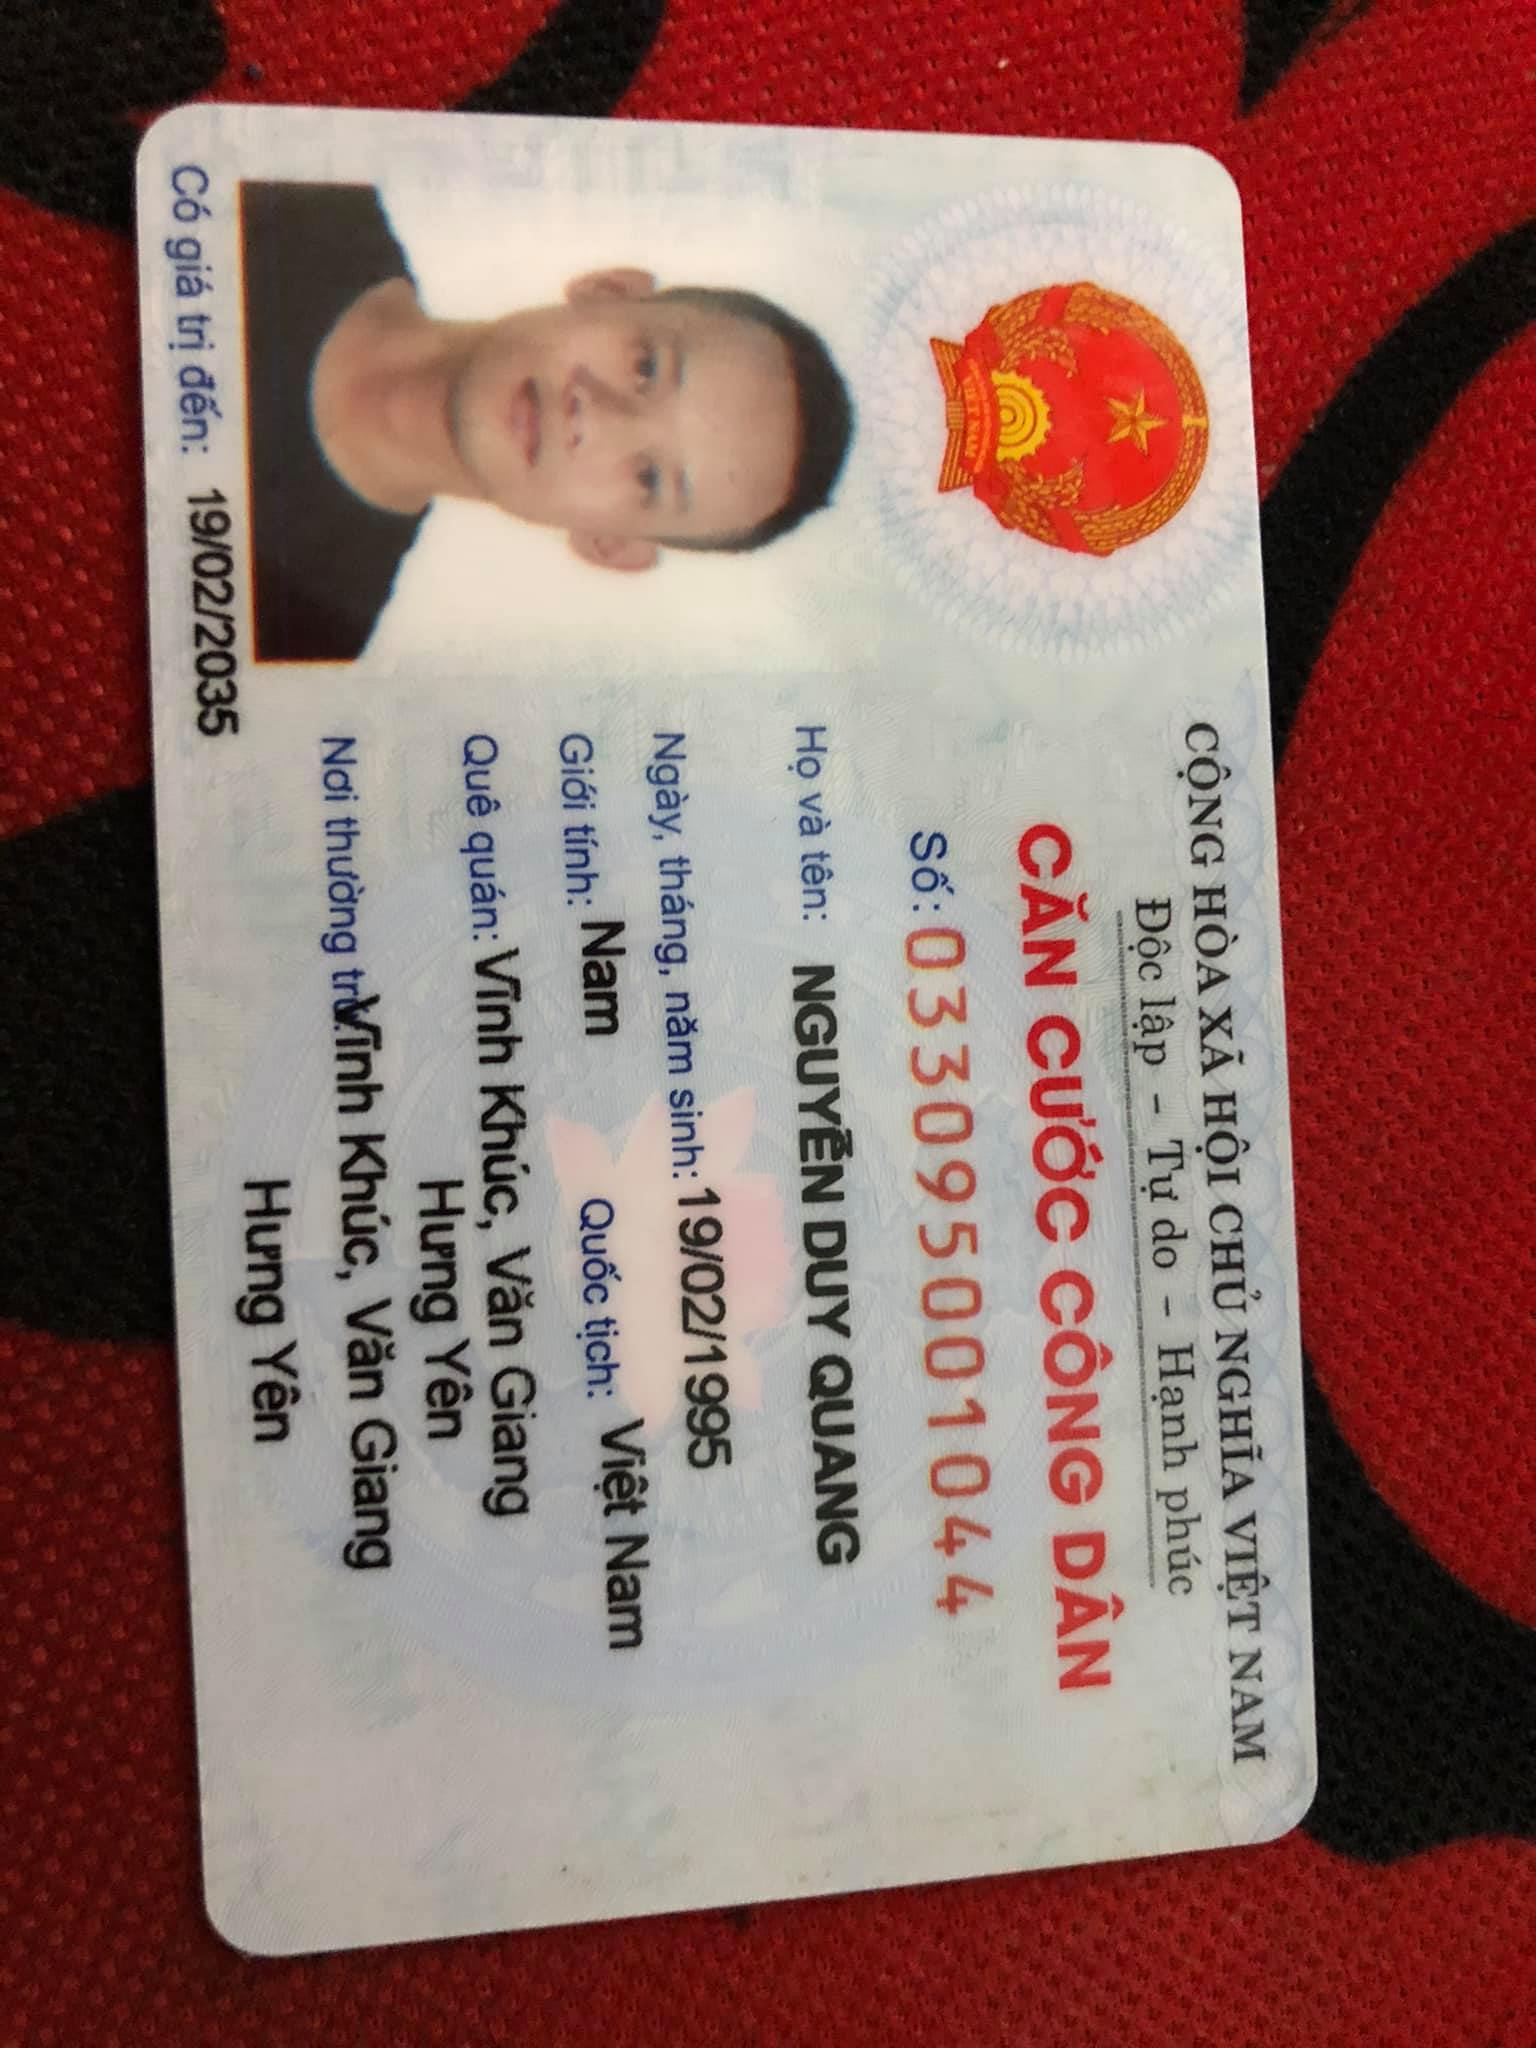 CỘNG HÒA XÃ HỘI CHỦ NGHĨA VIỆT NAM
Độc lập - Tự do - Hạnh phúc
CĂN CƯỚC CÔNG DÂN
Số: 033095001044
Họ và tên: NGUYỄN DUY QUANG
Ngày, tháng, năm sinh: 19/02/1995
Giới tính: Nam Quốc tịch: Việt Nam
Quê quán: Vĩnh Khúc, Văn Giang
Hưng Yên
Nơi thường trú: Vĩnh Khúc, Văn Giang
Hưng Yên
Có giá trị đến: 19/02/2035
VIỆT NAM